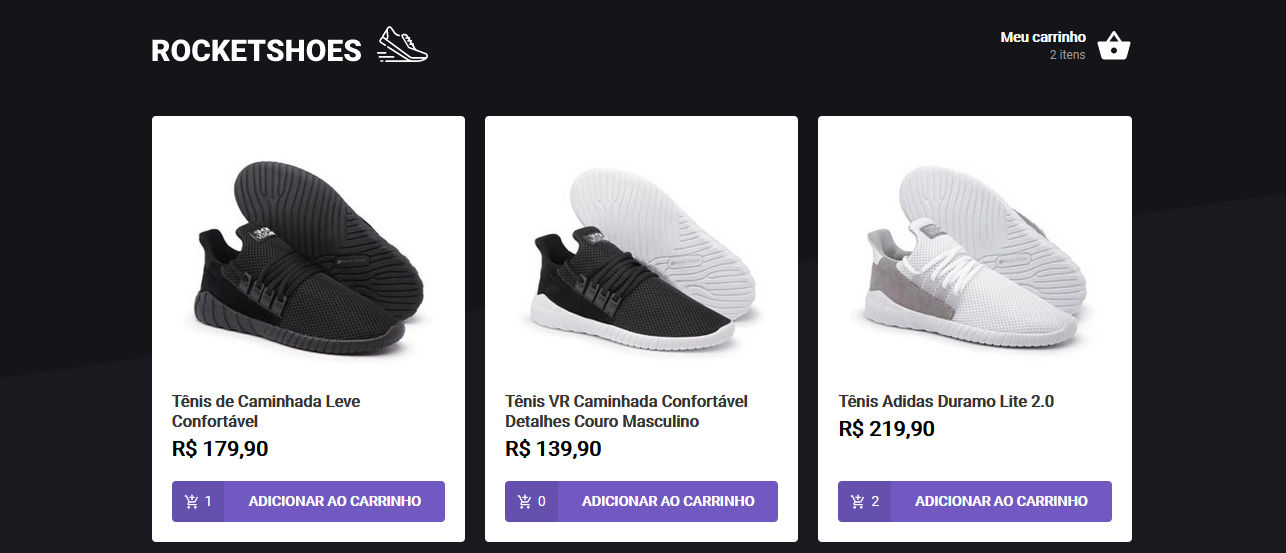 ROCKETSHOES
Meu carrinho
2 itens
Tênis de Caminhada Leve
Confortável
R$ 179,90
1 ADICIONAR AO CARRINHO
Tênis VR Caminhada Confortável
Detalhes Couro Masculino
R$ 139,90
0 ADICIONAR AO CARRINHO
Tênis Adidas Duramo Lite 2.0
R$ 219,90
2 ADICIONAR AO CARRINHO